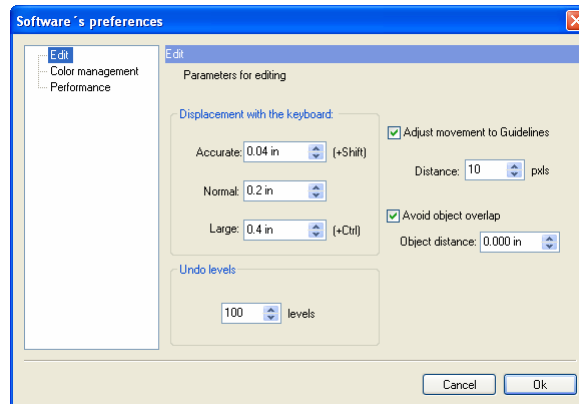 Software ´s preferences
Edit
Color management
Performance
Edit
Parameters for editing
Displacement with the keyboard:
Accurate: 0.04 in (+Shift)
Normal: 0.2 in
Large: 0.4 in (+Ctrl)
Adjust movement to Guidelines
Distance: 10 pxls
Avoid object overlap
Object distance: 0.000 in
Undo levels
100 levels
Cancel Ok